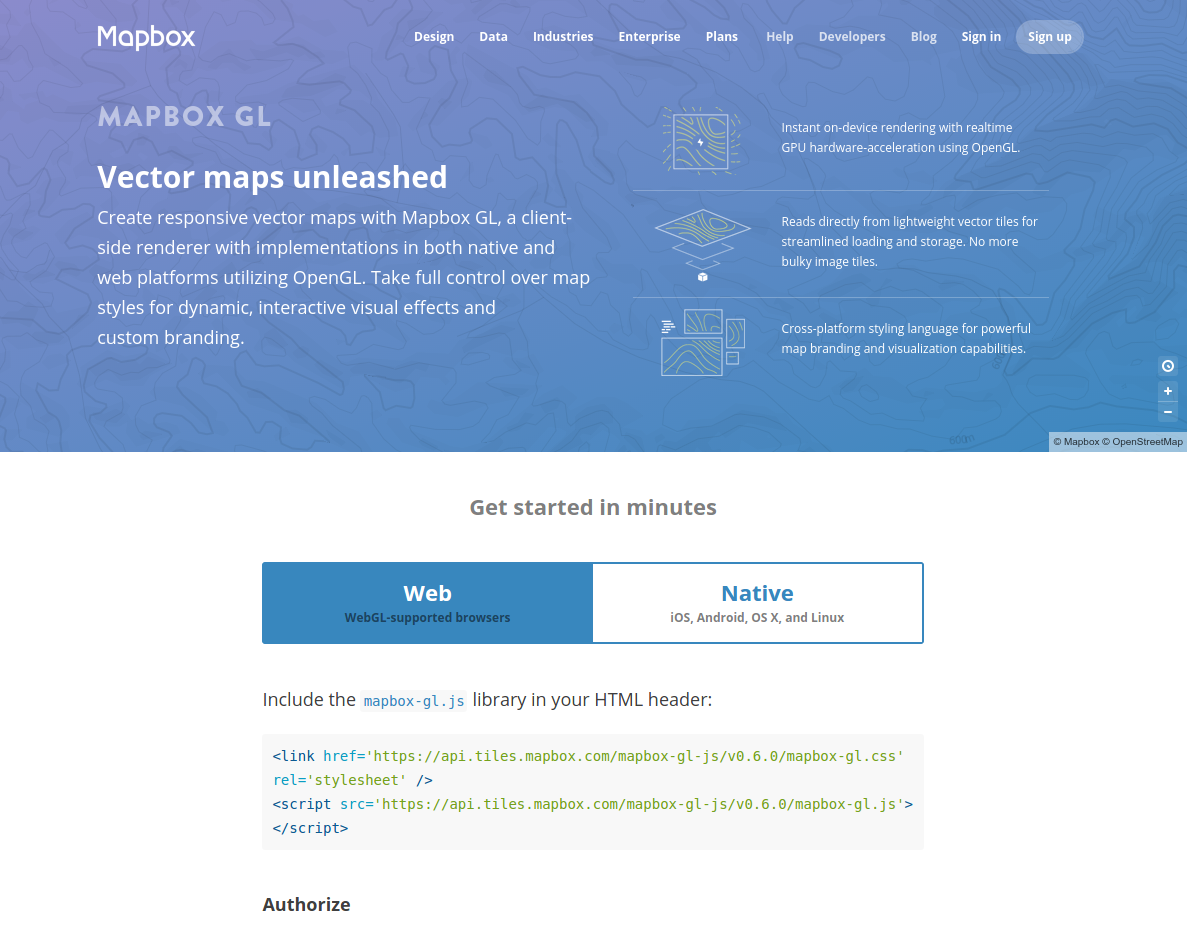 Mapbox
Design Data Industries Enterprise Plans Help Developers Blog Sign in Sign up
MAPBOX GL
Vector maps unleashed
Create responsive vector maps with Mapbox GL, a client-
side renderer with implementations in both native and
web platforms utilizing OpenGL. Take full control over map
styles for dynamic, interactive visual effects and
custom branding.
Instant on-device rendering with realtime
GPU hardware-acceleration using OpenGL.
Reads directly from lightweight vector tiles for
streamlined loading and storage. No more
bulky image tiles.
Cross-platform styling language for powerful
map branding and visualization capabilities.
+
−
© Mapbox © OpenStreetMap
Get started in minutes
Web
WebGL-supported browsers
Native
iOS, Android, OS X, and Linux
Include the mapbox-gl.js library in your HTML header:
<link href='https://api.tiles.mapbox.com/mapbox-gl-js/v0.6.0/mapbox-gl.css'
rel='stylesheet' />
<script src='https://api.tiles.mapbox.com/mapbox-gl-js/v0.6.0/mapbox-gl.js'>
</script>
Authorize